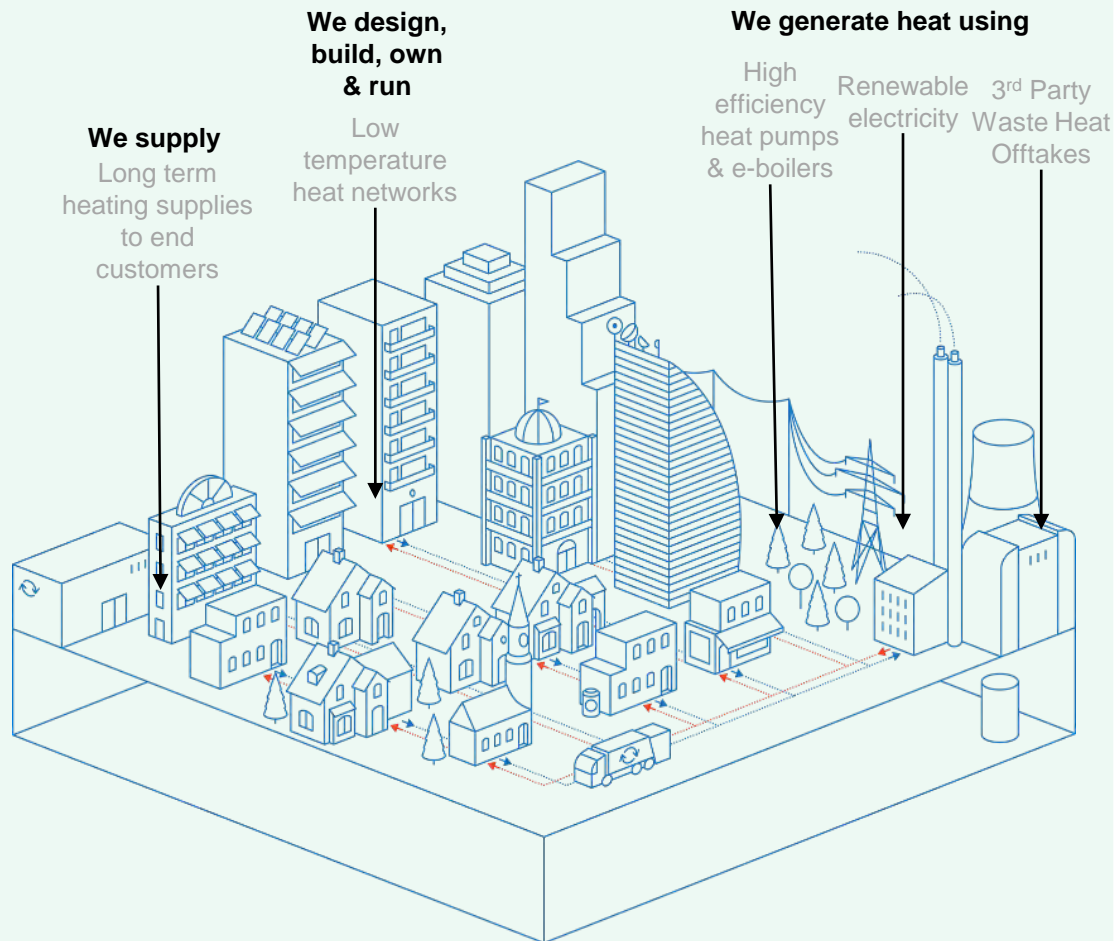 We supply
Long term
heating supplies
to end
customers
We design,
build, own
& run
Low
temperature
heat networks
We generate heat using
High
efficiency
heat pumps
& e-boilers
Renewable
electricity
3rd Party
Waste Heat
Offtakes